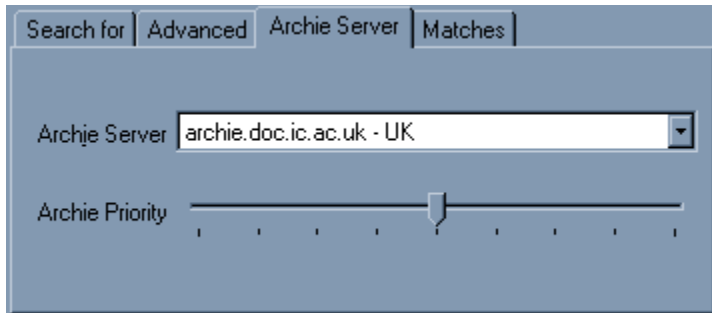 Search for Advanced Archie Server Matches
Archie Server archie.doc.ic.ac.uk - UK
Archie Priority